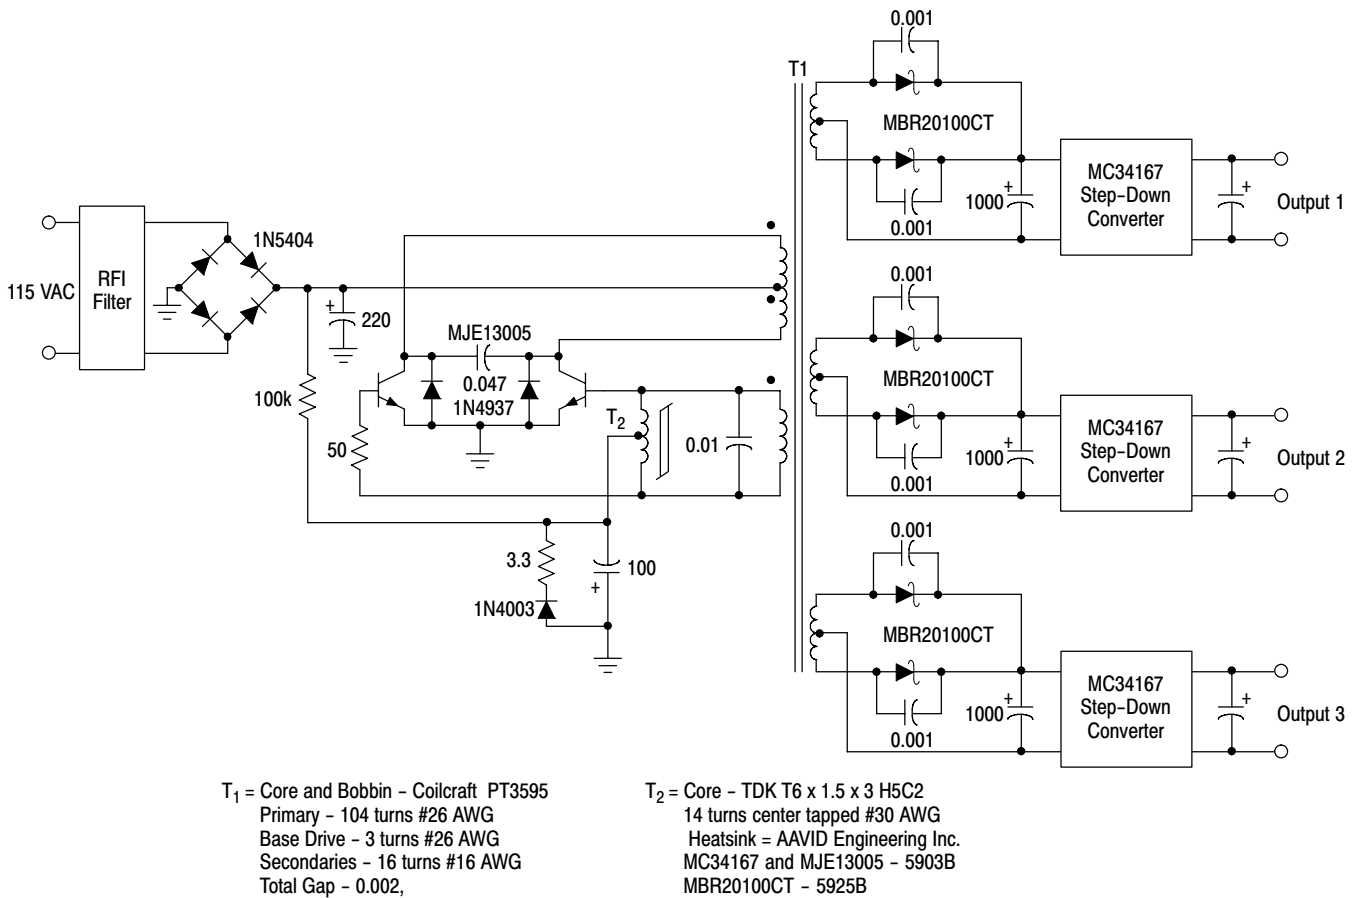 115 VAC
RFI
Filter
1N5404
+
220
100k
50
MJE13005
0.047
1N4937
T2
0.01
3.3
1N4003
+
100
T1
0.001
MBR20100CT
0.001
1000
+
MC34167
Step-Down
Converter
+
Output 1
0.001
MBR20100CT
0.001
1000
+
MC34167
Step-Down
Converter
+
Output 2
0.001
MBR20100CT
0.001
1000
+
MC34167
Step-Down
Converter
+
Output 3
T1 = Core and Bobbin - Coilcraft PT3595
Primary - 104 turns #26 AWG
Base Drive - 3 turns #26 AWG
Secondaries - 16 turns #16 AWG
Total Gap - 0.002,
T2 = Core - TDK T6 x 1.5 x 3 H5C2
14 turns center tapped #30 AWG
Heatsink = AAVID Engineering Inc.
MC34167 and MJE13005 - 5903B
MBR20100CT - 5925B